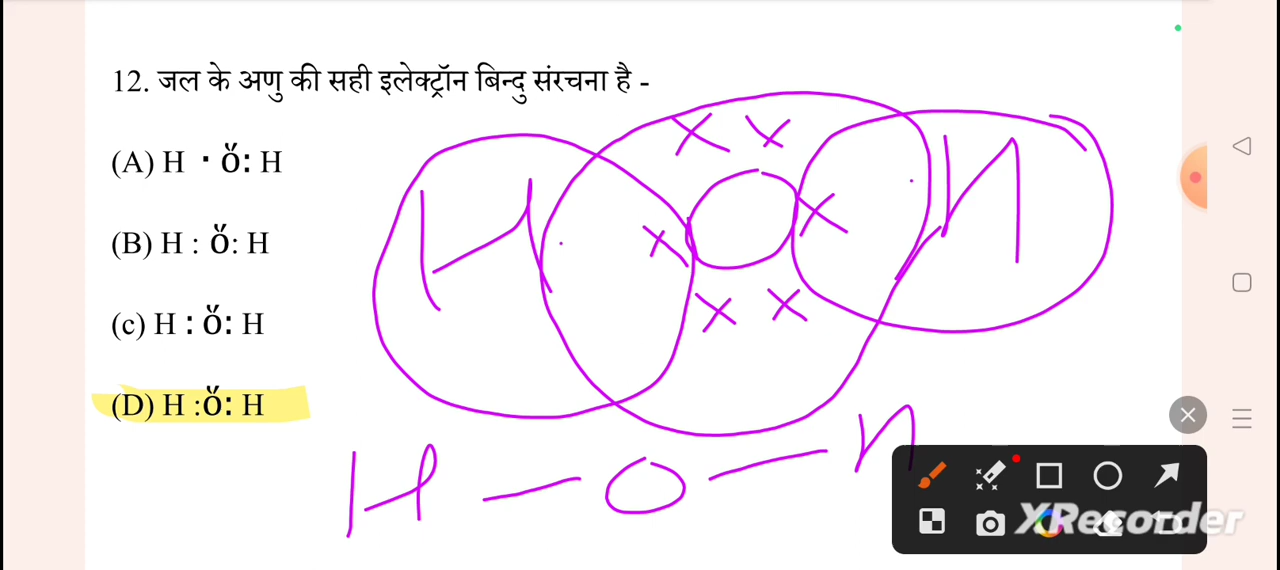 12. जल के अणु की सही इलेक्ट्रॉन बिन्दु संरचना है -
(A) H · Ö: H
(B) H : Ö: H
(c) H : Ö: H
(D) H :Ö: H
H O H
H - O - H
XRecorder